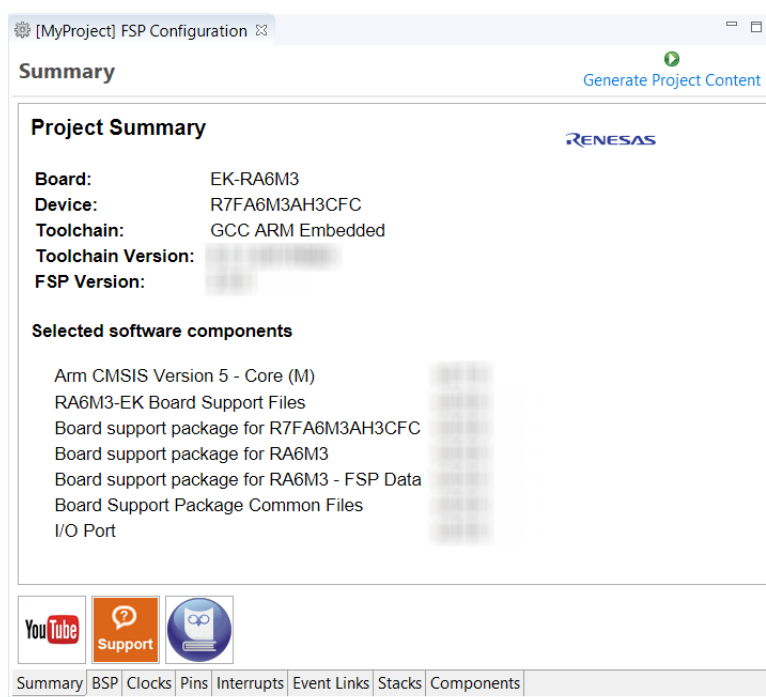 [MyProject] FSP Configuration
Summary
Generate Project Content
Project Summary
RENESAS
Board: EK-RA6M3
Device: R7FA6M3AH3CFC
Toolchain: GCC ARM Embedded
Toolchain Version:
FSP Version:
Selected software components
Arm CMSIS Version 5 - Core (M)
RA6M3-EK Board Support Files
Board support package for R7FA6M3AH3CFC
Board support package for RA6M3
Board support package for RA6M3 - FSP Data
Board Support Package Common Files
I/O Port
YouTube
Support
Summary BSP Clocks Pins Interrupts Event Links Stacks Components